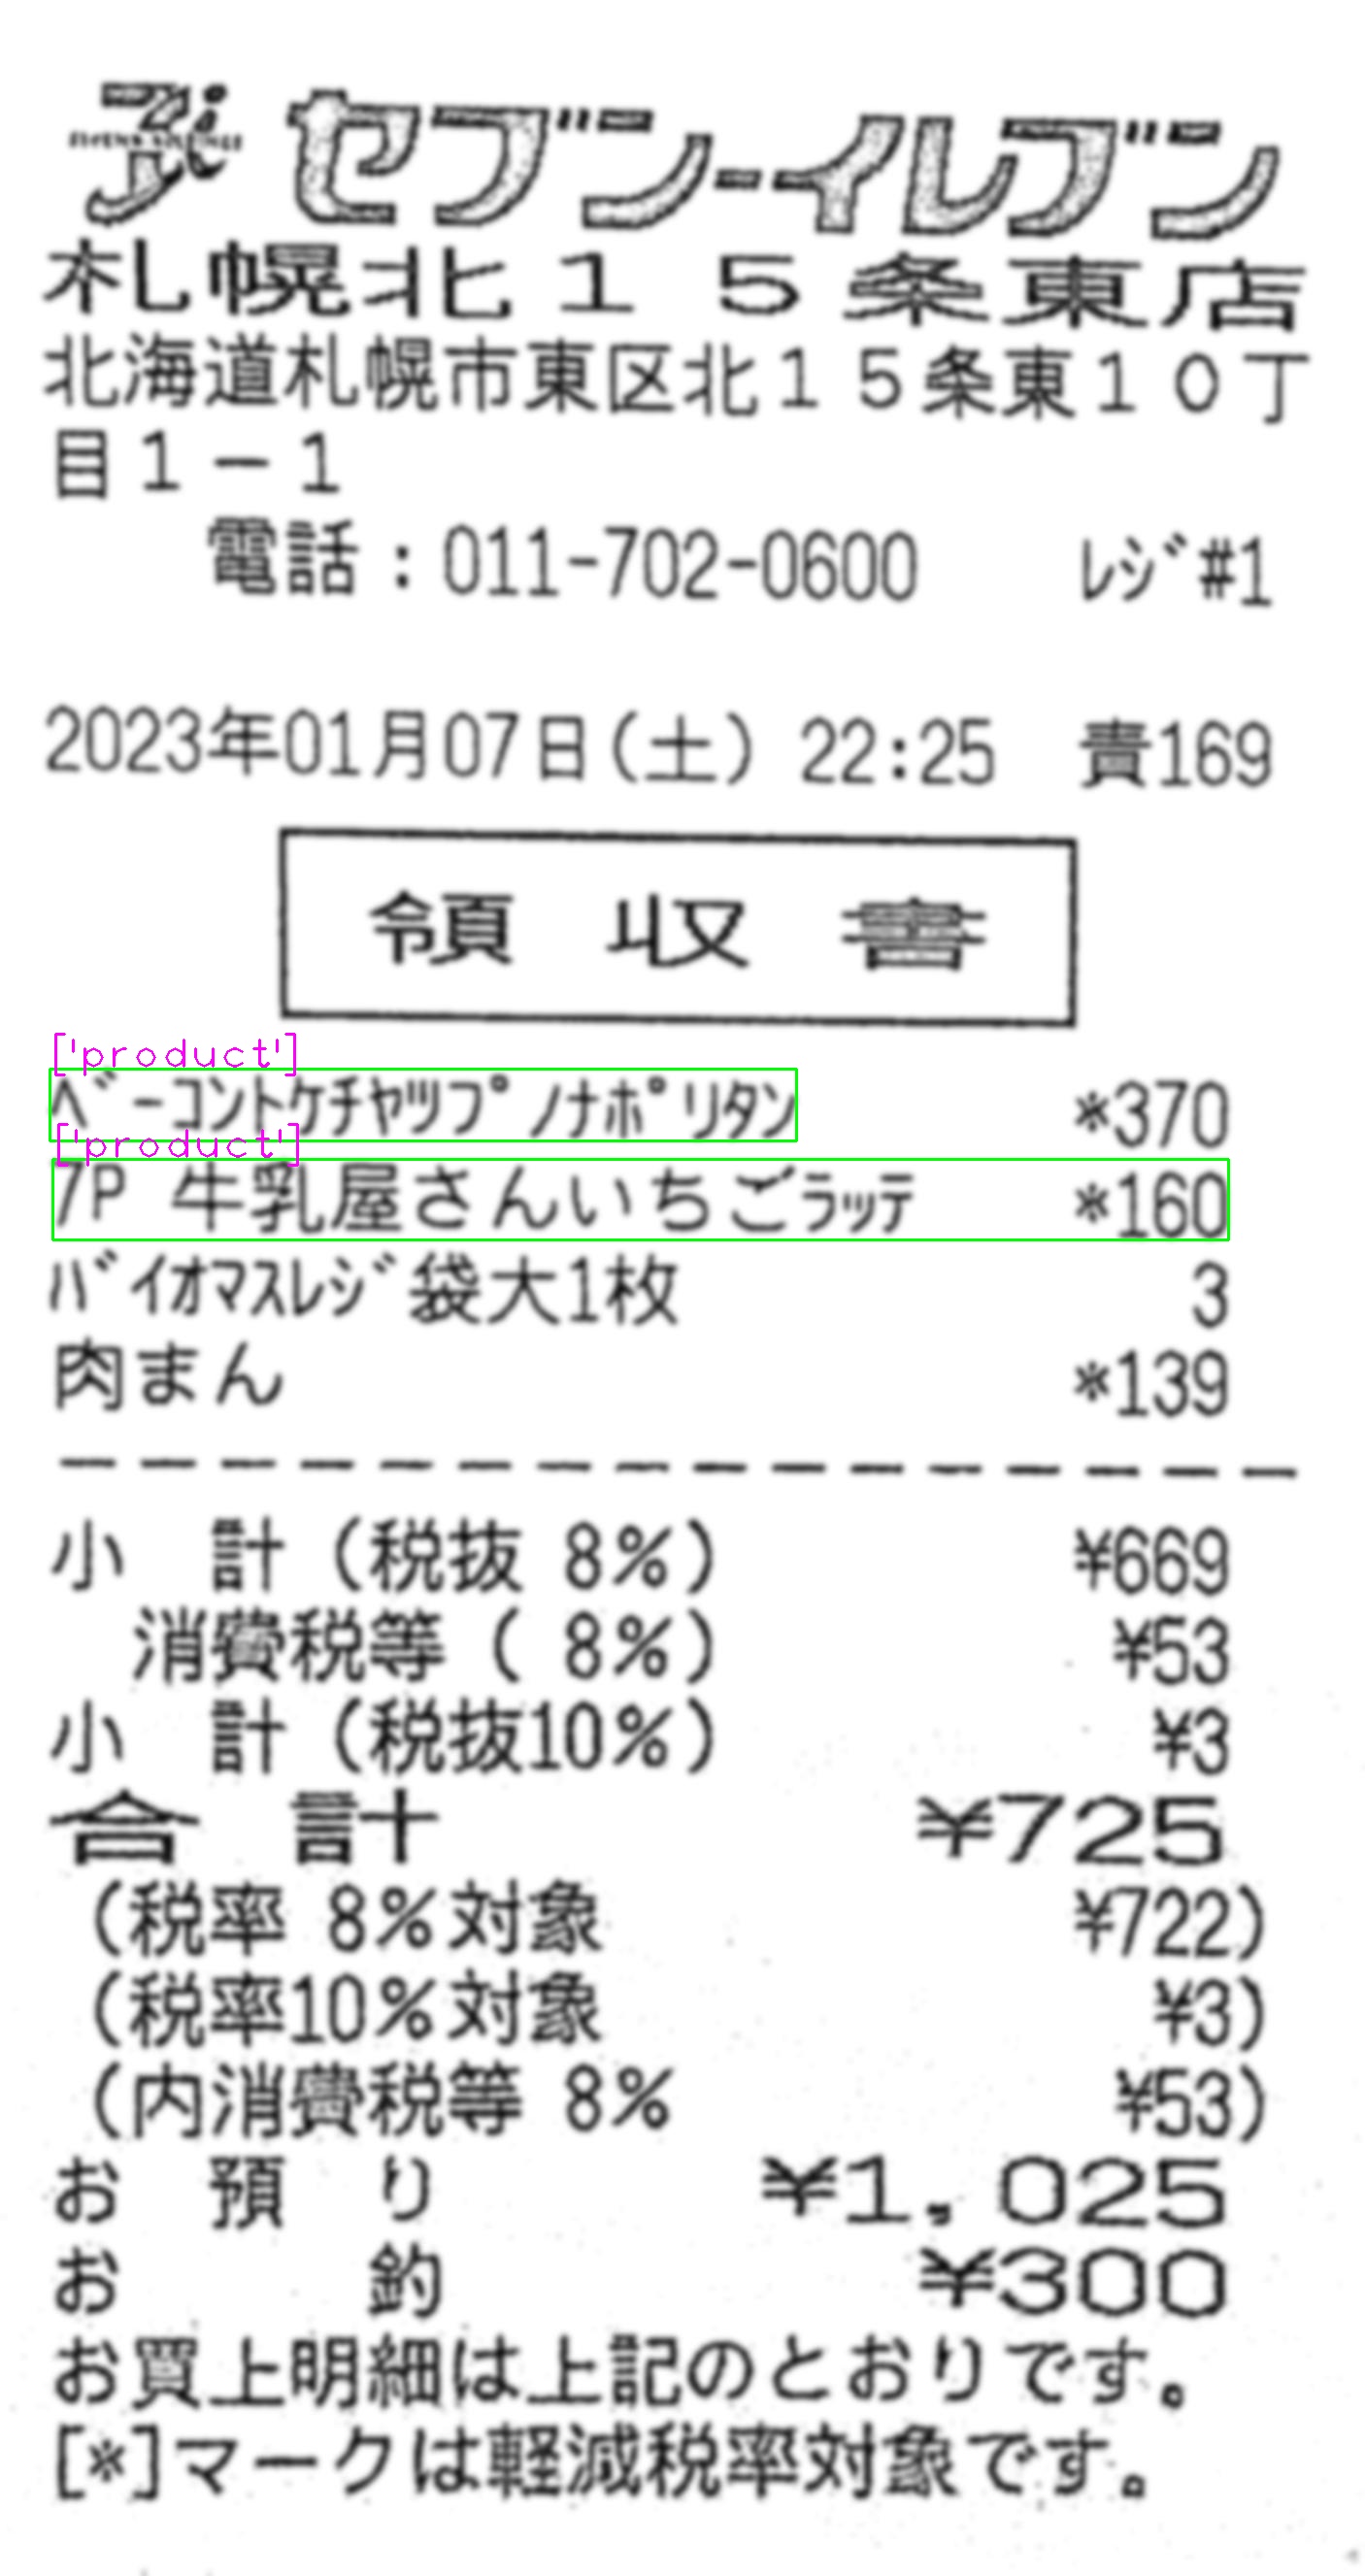 セブン-イレブン
札幌北15条東店
北海道札幌市東区北15条東10丁
目1-1
電話:011-702-0600 レジ#1
2023年01月07日(土) 22:25 責169
領収書
['product']
ベーコントケチャップノナポリタン *370
['product']
7P 牛乳屋さんいちごラッテ *160
バイオマスレジ袋大1枚 3
肉まん *139
小 計(税抜 8%) ¥669
消費税等( 8%) ¥53
小 計(税抜10%) ¥3
合 計 ¥725
(税率 8%対象 ¥722)
(税率10%対象 ¥3)
(内消費税等 8% ¥53)
お預り ¥1,025
お釣 ¥300
お買上明細は上記のとおりです。
[*]マークは軽減税率対象です。